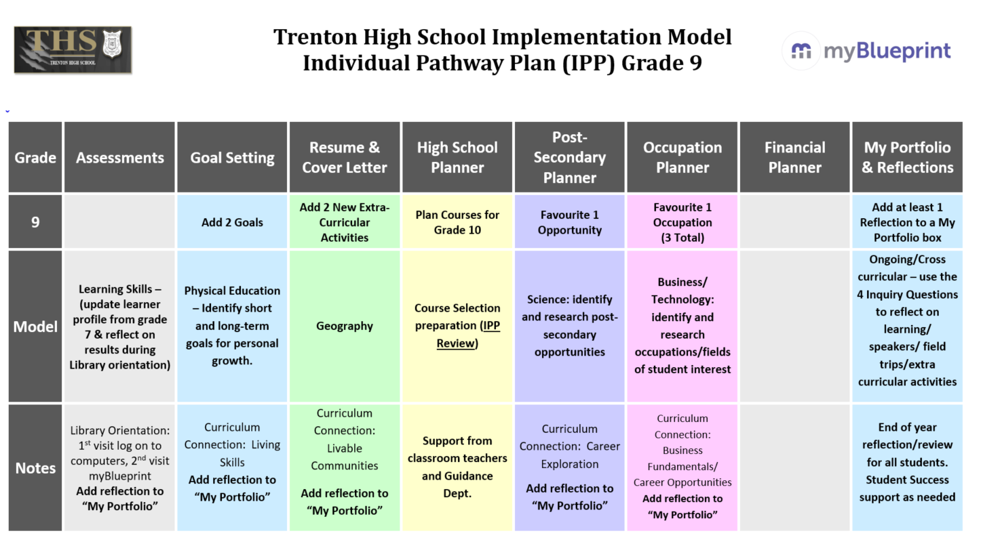 THS
TRENTON HIGH SCHOOL
Trenton High School Implementation Model
Individual Pathway Plan (IPP) Grade 9
myBlueprint
Grade
Assessments
Goal Setting
Resume &
Cover Letter
High School
Planner
Post-
Secondary
Planner
Occupation
Planner
Financial
Planner
My Portfolio
& Reflections
9
Add 2 Goals
Add 2 New Extra-
Curricular
Activities
Plan Courses for
Grade 10
Favourite 1
Opportunity
Favourite 1
Occupation
(3 Total)
Add at least 1
Reflection to a My
Portfolio box
Model
Learning Skills –
(update learner
profile from grade
7 & reflect on
results during
Library orientation)
Physical Education
– Identify short
and long-term
goals for personal
growth.
Geography
Course Selection
preparation (IPP
Review)
Science: identify
and research post-
secondary
opportunities
Business/
Technology:
identify and
research
occupations/fields
of student interest
Ongoing/Cross
curricular – use the
4 Inquiry Questions
to reflect on
learning/
speakers/ field
trips/extra
curricular activities
Notes
Library Orientation:
1st visit log on to
computers, 2nd visit
myBlueprint
Add reflection to
“My Portfolio”
Curriculum
Connection: Living
Skills
Add reflection to
“My Portfolio”
Curriculum
Connection:
Livable
Communities
Add reflection to
“My Portfolio”
Support from
classroom teachers
and Guidance
Dept.
Curriculum
Connection: Career
Exploration
Add reflection to
“My Portfolio”
Curriculum
Connection:
Business
Fundamentals/
Career Opportunities
Add reflection to
“My Portfolio”
End of year
reflection/review
for all students.
Student Success
support as needed